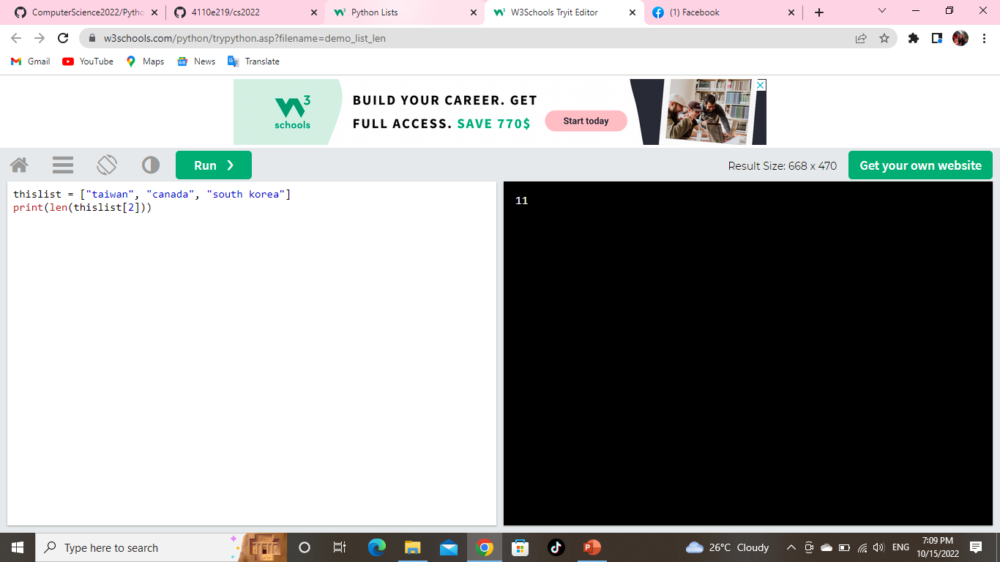 ComputerScience2022/Pytho
4110e219/cs2022
Python Lists
W3Schools Tryit Editor
(1) Facebook
w3schools.com/python/trypython.asp?filename=demo_list_len
Gmail
YouTube
Maps
News
Translate
3
schools
BUILD YOUR CAREER. GET
FULL ACCESS. SAVE 770$
Start today
Run ❯
Result Size: 668 x 470
Get your own website
thislist = ["taiwan", "canada", "south korea"]
print(len(thislist[2]))
11
Type here to search
26°C Cloudy
ENG
7:09 PM
10/15/2022